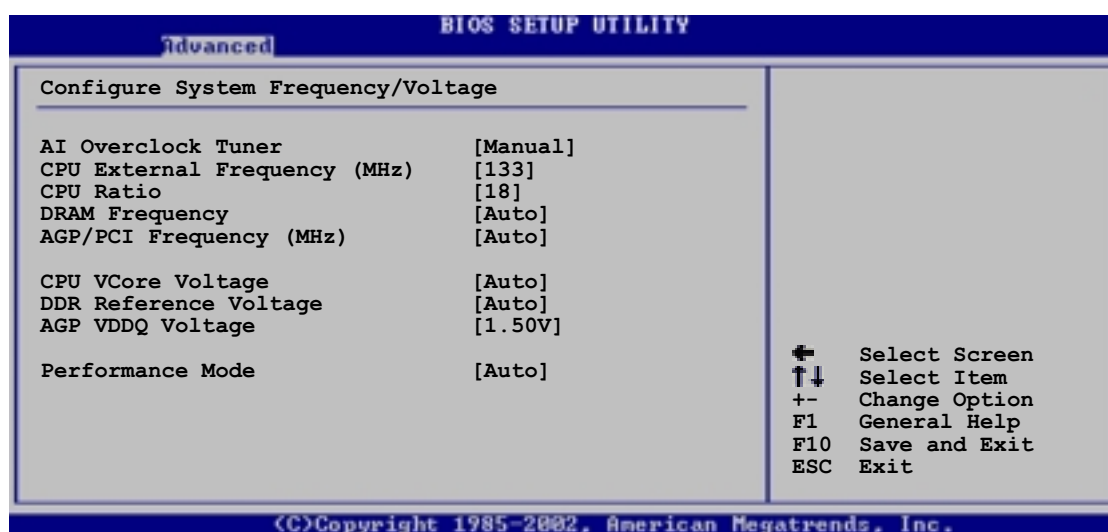 BIOS SETUP UTILITY
Advanced
Configure System Frequency/Voltage
AI Overclock Tuner [Manual]
CPU External Frequency (MHz) [133]
CPU Ratio [18]
DRAM Frequency [Auto]
AGP/PCI Frequency (MHz) [Auto]
CPU VCore Voltage [Auto]
DDR Reference Voltage [Auto]
AGP VDDQ Voltage [1.50V]
Performance Mode [Auto]
← Select Screen
↑↓ Select Item
+- Change Option
F1 General Help
F10 Save and Exit
ESC Exit
(C)Copyright 1985-2002, American Megatrends, Inc.